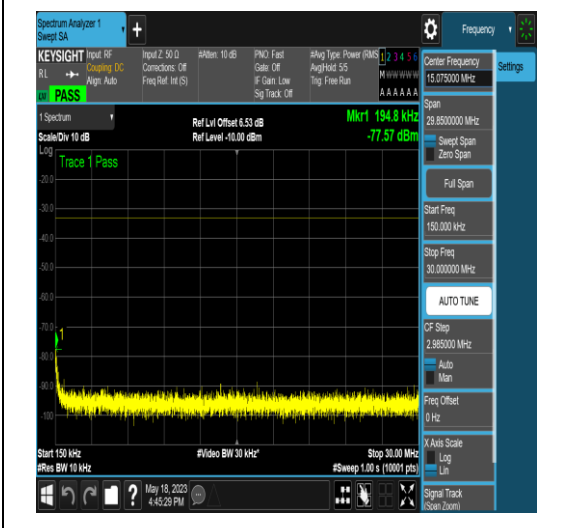 Spectrum Analyzer 1
Swept SA
+
Frequency
KEYSIGHT
RL
PASS
Input: RF
Coupling: DC
Align: Auto
Input Z: 50 Ω
Corrections: Off
Freq Ref: Int (S)
#Atten: 10 dB
PNO: Fast
Gate: Off
IF Gain: Low
Sig Track: Off
#Avg Type: Power (RMS
Avg|Hold: 5/5
Trig: Free Run
1 2 3 4 5 6
M W W W W W
A A A A A A
1 Spectrum
Scale/Div 10 dB
Ref Lvl Offset 6.53 dB
Ref Level -10.00 dBm
Mkr1 194.8 kHz
-77.57 dBm
Log
Trace 1 Pass
-20.0
-30.0
-40.0
-50.0
-60.0
-70.0
1
-80.0
-90.0
-100
Start 150 kHz
#Res BW 10 kHz
#Video BW 30 kHz*
Stop 30.00 MHz
#Sweep 1.00 s (10001 pts)
?
May 18, 2023
4:45:29 PM
Center Frequency
15.075000 MHz
Span
29.8500000 MHz
Swept Span
Zero Span
Full Span
Start Freq
150.000 kHz
Stop Freq
30.000000 MHz
AUTO TUNE
CF Step
2.985000 MHz
Auto
Man
Freq Offset
0 Hz
X Axis Scale
Log
Lin
Signal Track
(Span Zoom)
Settings